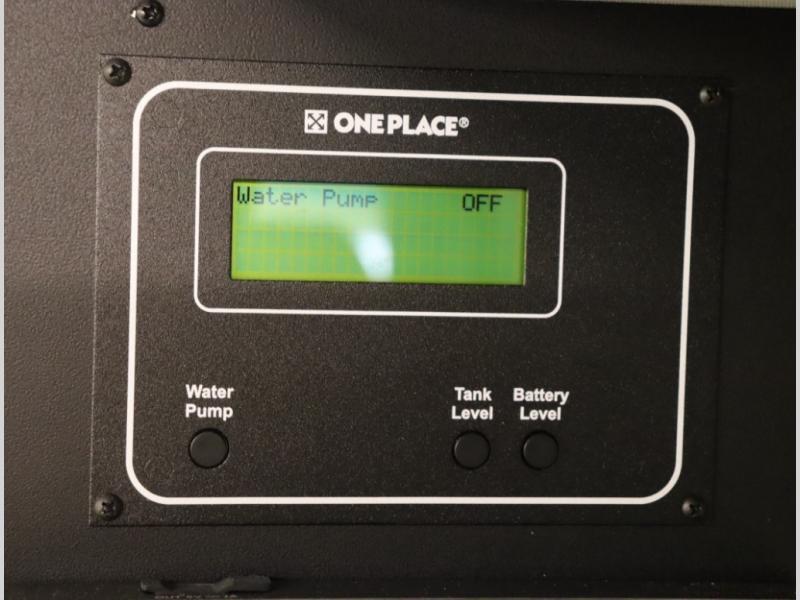 ONE PLACE®
Water Pump OFF
Water
Pump
Tank
Level
Battery
Level